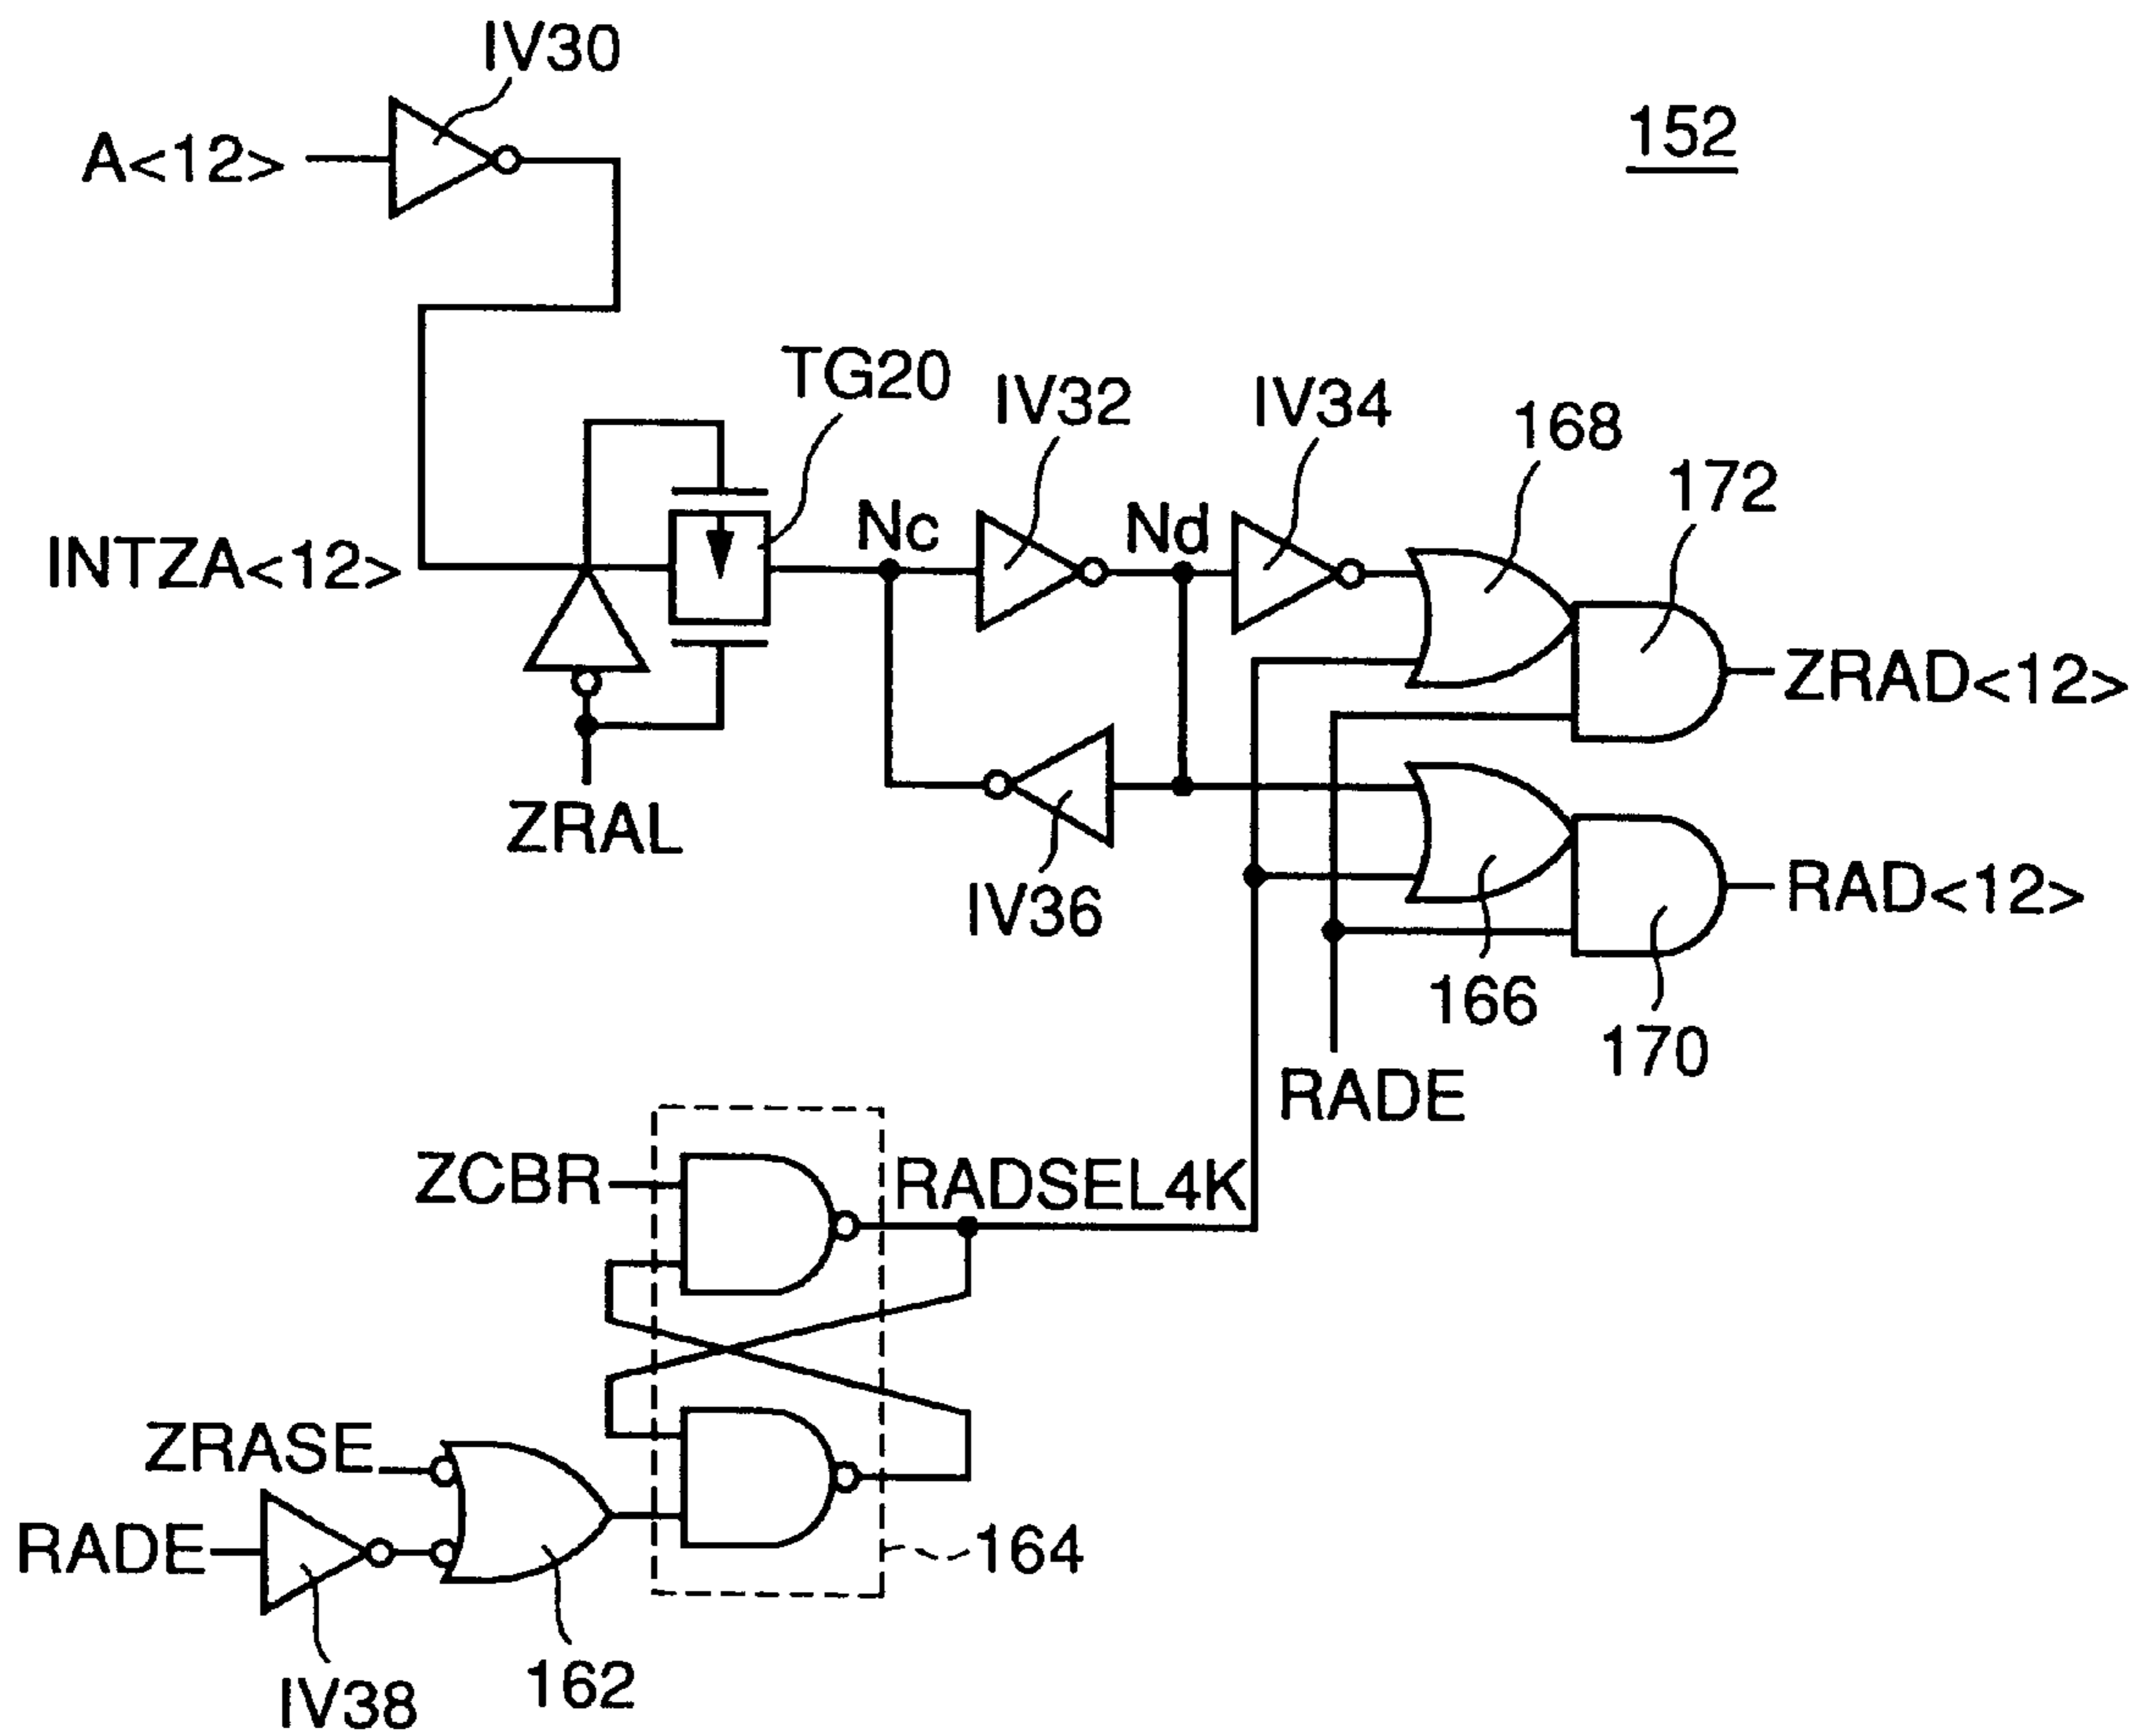 IV30
A<12>
152
TG20
IV32
IV34
168
172
INTZA<12>
Nc
Nd
ZRAD<12>
ZRAL
IV36
RAD<12>
166
170
RADE
ZCBR
RADSEL4K
ZRASE
RADE
164
162
IV38